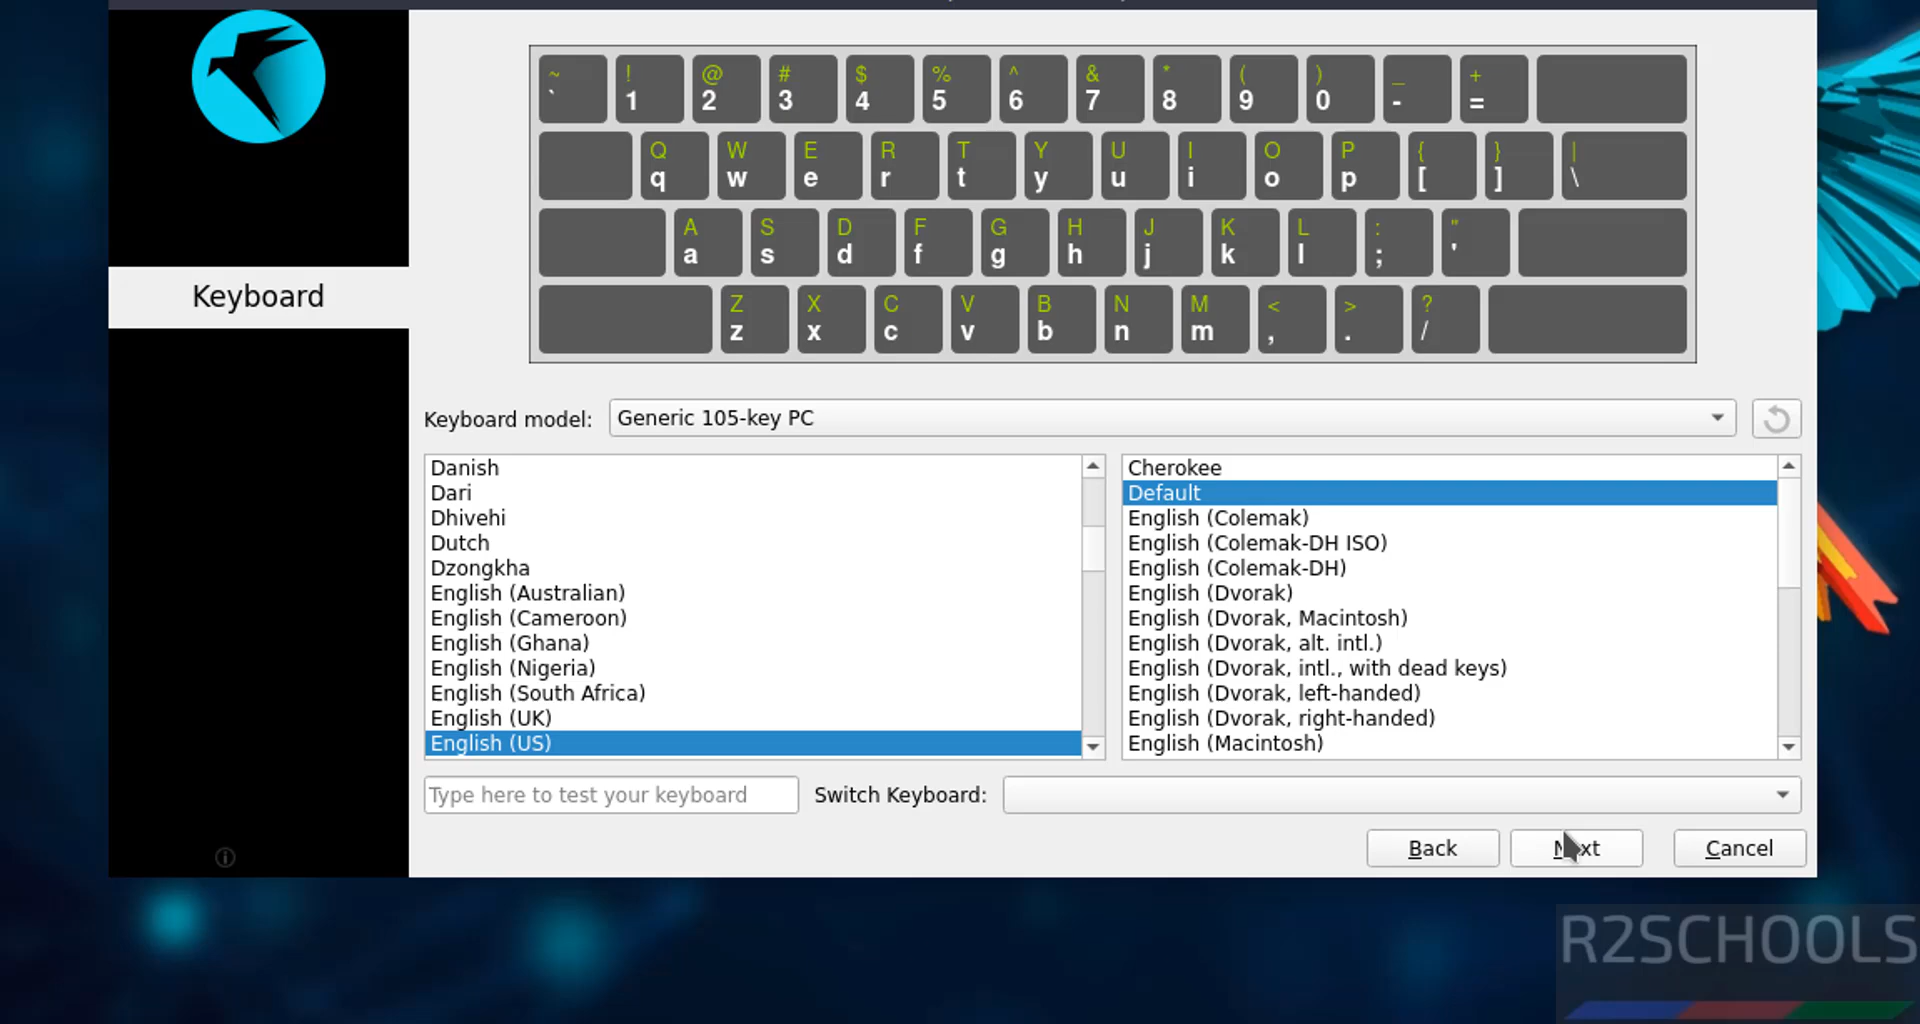 ~ ! @ # $ % ^ & * ( ) _ +
` 1 2 3 4 5 6 7 8 9 0 - =
Q W E R T Y U I O P { } |
q w e r t y u i o p [ ] \
A S D F G H J K L : "
a s d f g h j k l ; '
Z X C V B N M < > ?
z x c v b n m , . /
Keyboard
Keyboard model: Generic 105-key PC
Danish
Dari
Dhivehi
Dutch
Dzongkha
English (Australian)
English (Cameroon)
English (Ghana)
English (Nigeria)
English (South Africa)
English (UK)
English (US)
Cherokee
Default
English (Colemak)
English (Colemak-DH ISO)
English (Colemak-DH)
English (Dvorak)
English (Dvorak, Macintosh)
English (Dvorak, alt. intl.)
English (Dvorak, intl., with dead keys)
English (Dvorak, left-handed)
English (Dvorak, right-handed)
English (Macintosh)
Type here to test your keyboard
Switch Keyboard:
Back
Next
Cancel
R2SCHOOLS